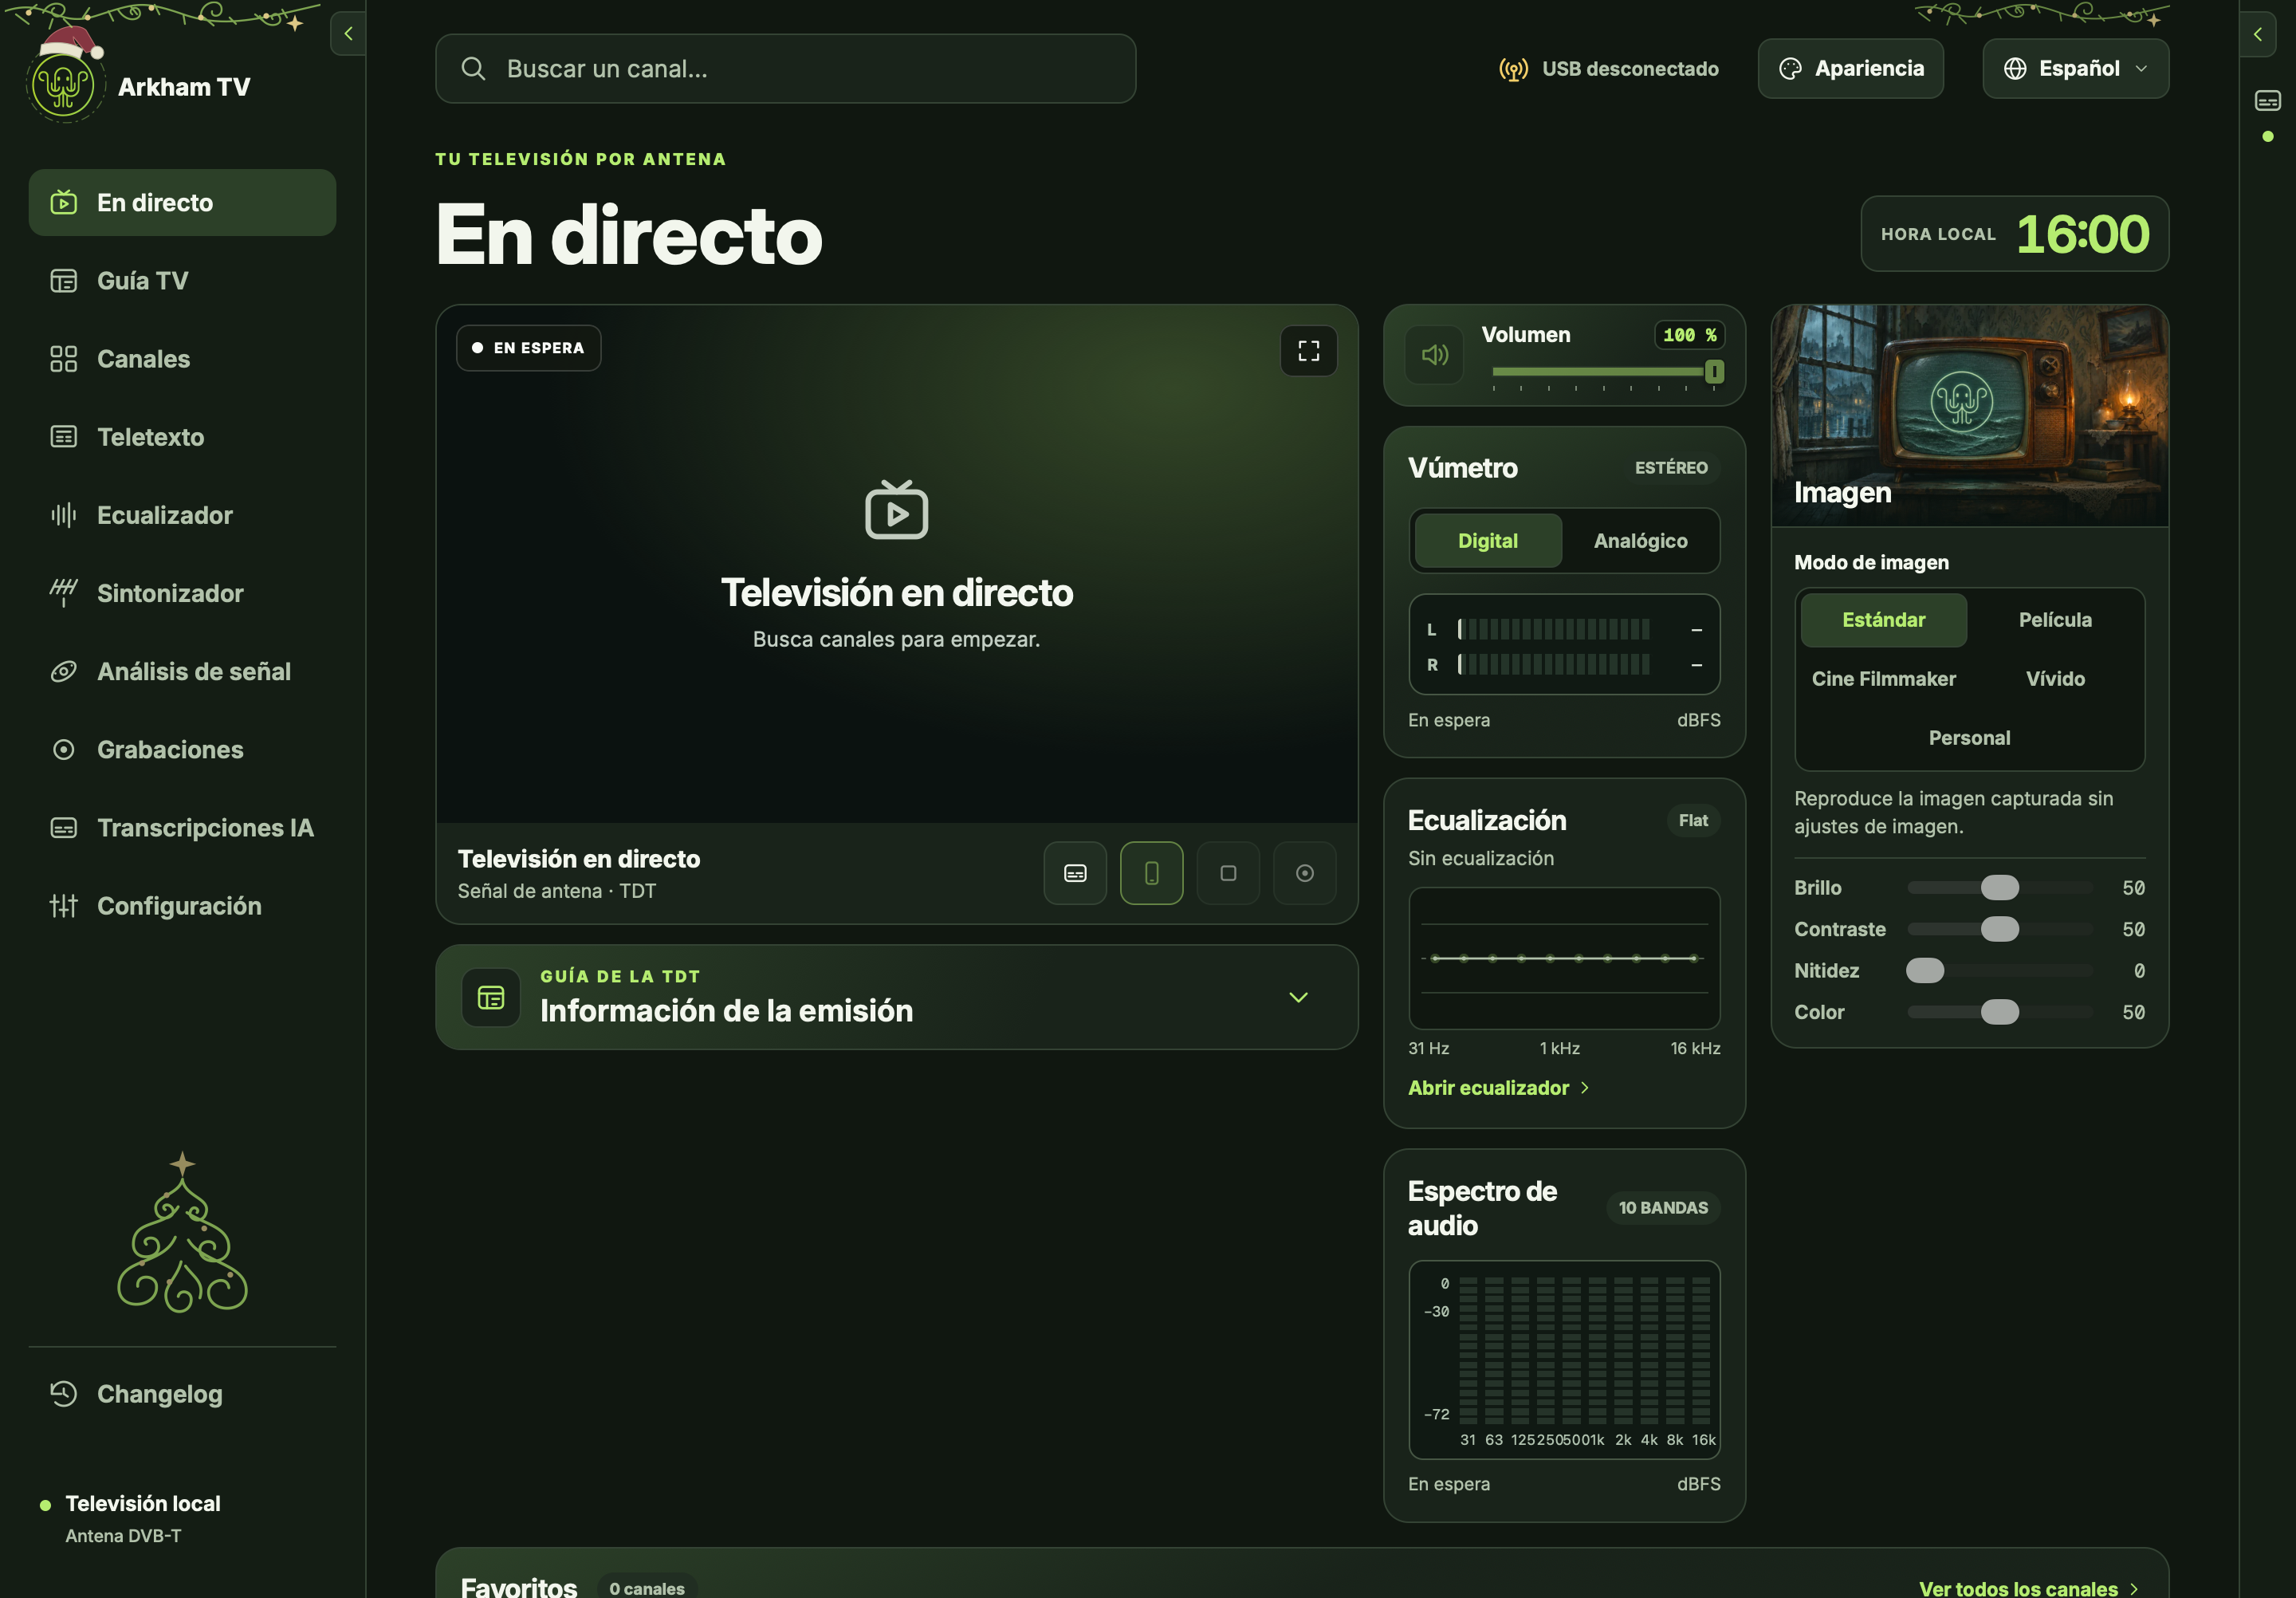 Arkham TV
En directo
Guía TV
Canales
Teletexto
Ecualizador
Sintonizador
Análisis de señal
Grabaciones
Transcripciones IA
Configuración
Changelog
Televisión local
Antena DVB-T
Buscar un canal...
USB desconectado
Apariencia
Español
TU TELEVISIÓN POR ANTENA
En directo
HORA LOCAL 16:00
EN ESPERA
Televisión en directo
Busca canales para empezar.
Televisión en directo
Señal de antena · TDT
GUÍA DE LA TDT
Información de la emisión
Volumen 100 %
Vúmetro ESTÉREO
Digital Analógico
L –
R –
En espera dBFS
Ecualización Flat
Sin ecualización
31 Hz 1 kHz 16 kHz
Abrir ecualizador
Espectro de
audio
10 BANDAS
0
−30
−72
31 63 125 250 500 1k 2k 4k 8k 16k
En espera dBFS
Imagen
Modo de imagen
Estándar Película
Cine Filmmaker Vívido
Personal
Reproduce la imagen capturada sin
ajustes de imagen.
Brillo 50
Contraste 50
Nitidez 0
Color 50
Favoritos 0 canales
Ver todos los canales